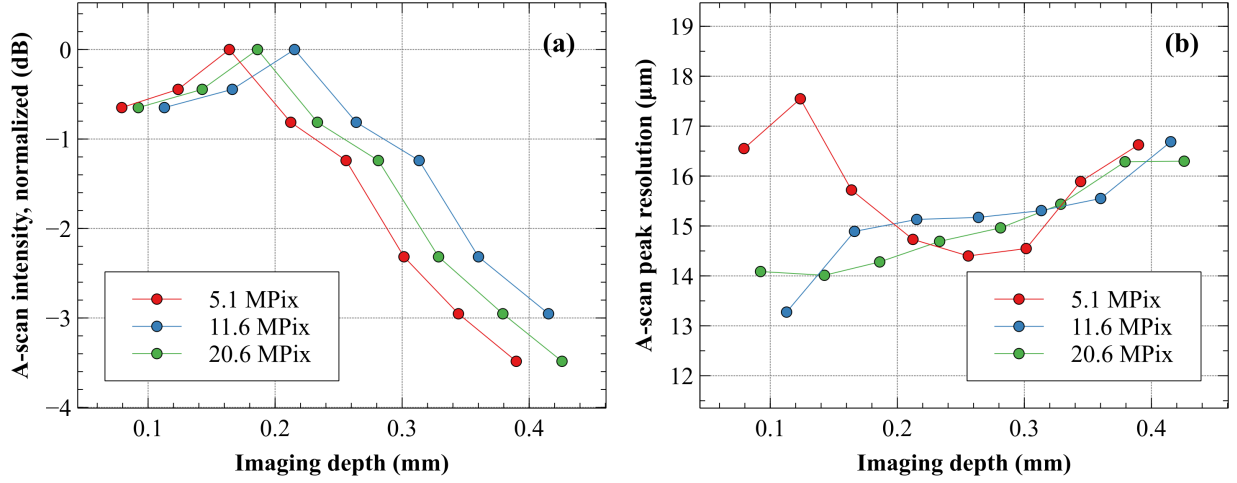 A-scan intensity, normalized (dB)
0
−1
−2
−3
−4
(a)
5.1 MPix
11.6 MPix
20.6 MPix
0.1 0.2 0.3 0.4
Imaging depth (mm)
A-scan peak resolution (μm)
19
18
17
16
15
14
13
12
(b)
5.1 MPix
11.6 MPix
20.6 MPix
0.1 0.2 0.3 0.4
Imaging depth (mm)